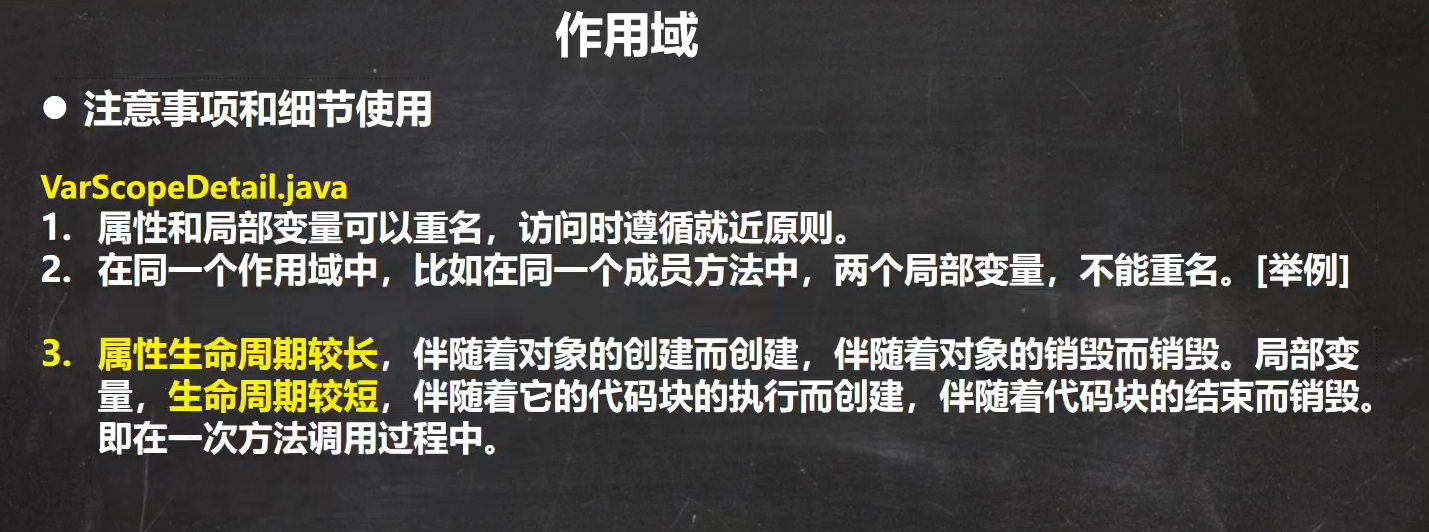 作用域
● 注意事项和细节使用
VarScopeDetail.java
1. 属性和局部变量可以重名，访问时遵循就近原则。
2. 在同一个作用域中，比如在同一个成员方法中，两个局部变量，不能重名。[举例]
3. 属性生命周期较长，伴随着对象的创建而创建，伴随着对象的销毁而销毁。局部变
量，生命周期较短，伴随着它的代码块的执行而创建，伴随着代码块的结束而销毁。
即在一次方法调用过程中。